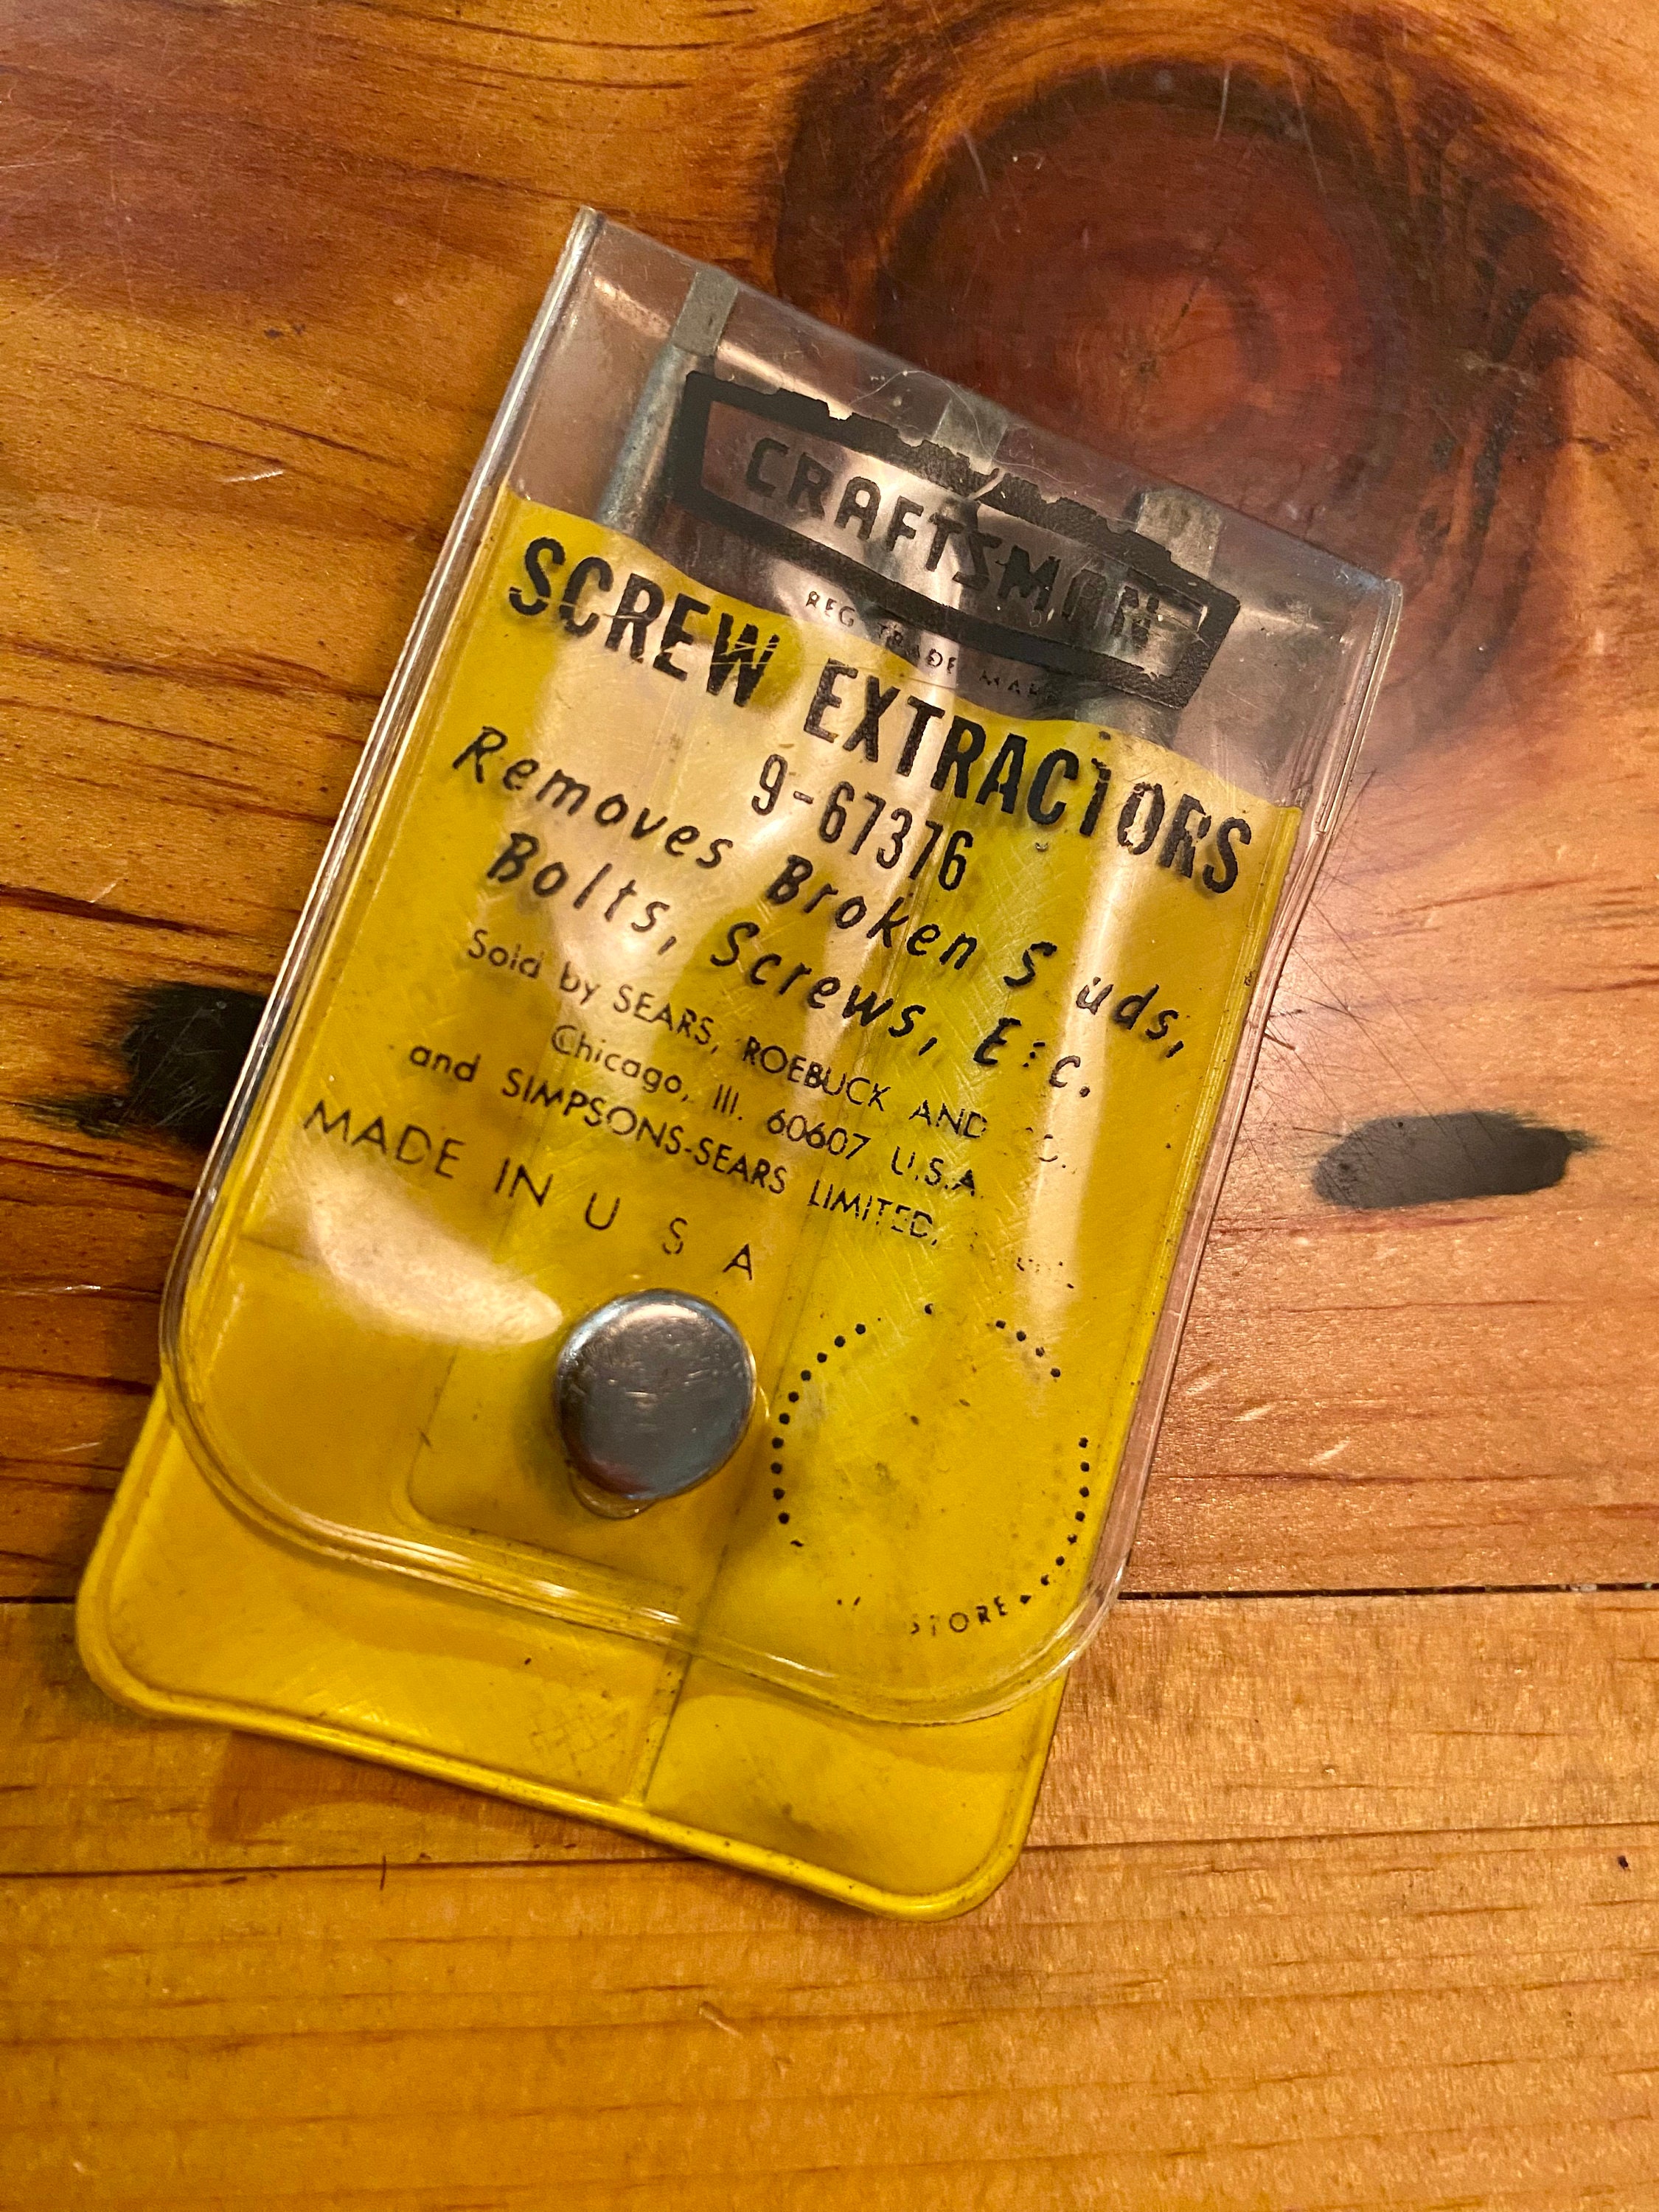 CRAFTSMAN
REG TRADE MARK
SCREW EXTRACTORS
9-67376
Removes Broken S uds,
Bolts, Screws, E c.
Sold by SEARS, ROEBUCK AND
Chicago, Ill. 60607 U.S.A.
and SIMPSONS-SEARS LIMITED,
MADE IN U S A
STORE